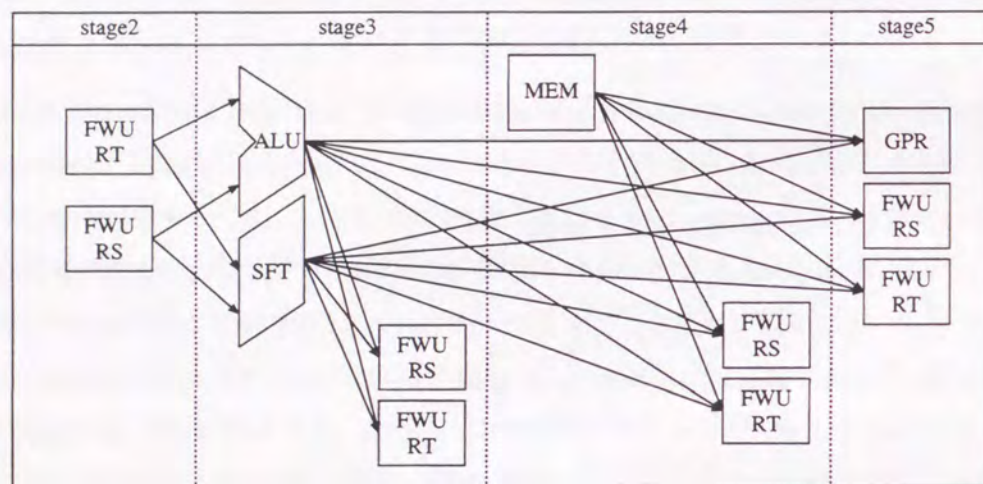 stage2
stage3
stage4
stage5
FWU
RT
FWU
RS
ALU
SFT
FWU
RS
FWU
RT
MEM
FWU
RS
FWU
RT
GPR
FWU
RS
FWU
RT